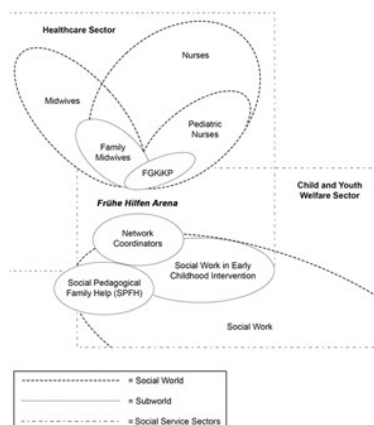 Healthcare Sector
Nurses
Midwives
Pediatric
Nurses
Family
Midwives
FGKiKP
Child and Youth
Welfare Sector
Frühe Hilfen Arena
Network
Coordinators
Social Work in Early
Childhood Intervention
Social Pedagogical
Family Help (SPFH)
Social Work
= Social World
= Subworld
= Social Service Sectors